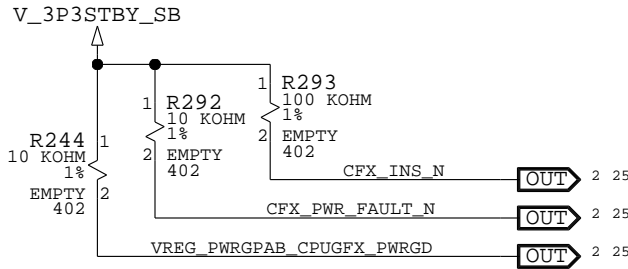 V_3P3STBY_SB
1 R293
100 KOHM
1%
2 EMPTY
402
1 R292
10 KOHM
1%
2 EMPTY
402
R244 1
10 KOHM
1%
EMPTY 2
402
CFX_INS_N OUT 2 25
CFX_PWR_FAULT_N OUT 2 25
VREG_PWRGPAB_CPUGFX_PWRGD OUT 2 25